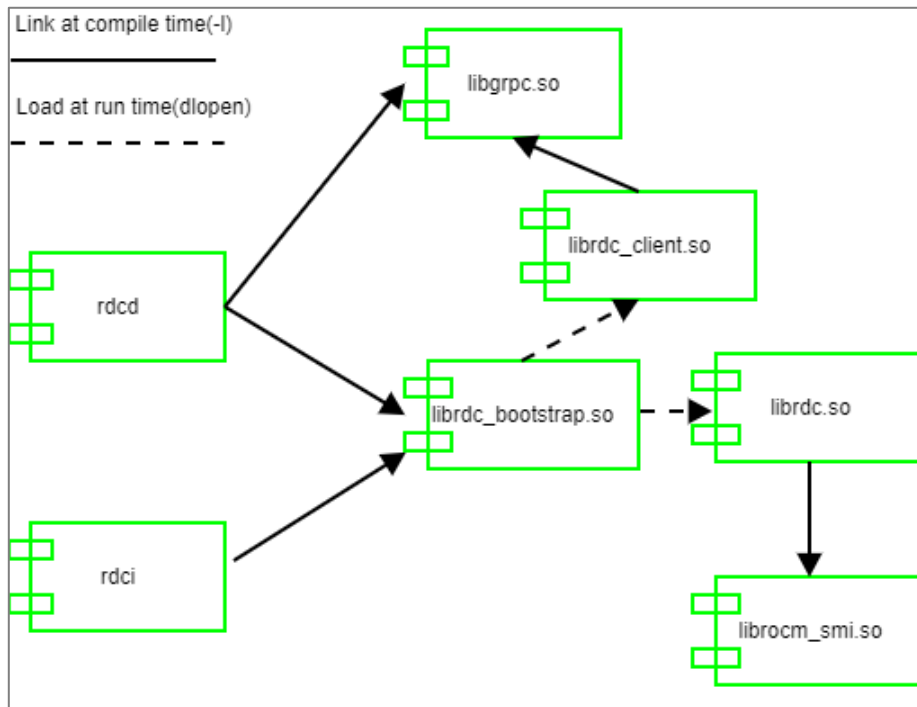 Link at compile time(-l)
Load at run time(dlopen)
libgrpc.so
librdc_client.so
rdcd
librdc_bootstrap.so
librdc.so
rdci
librocm_smi.so